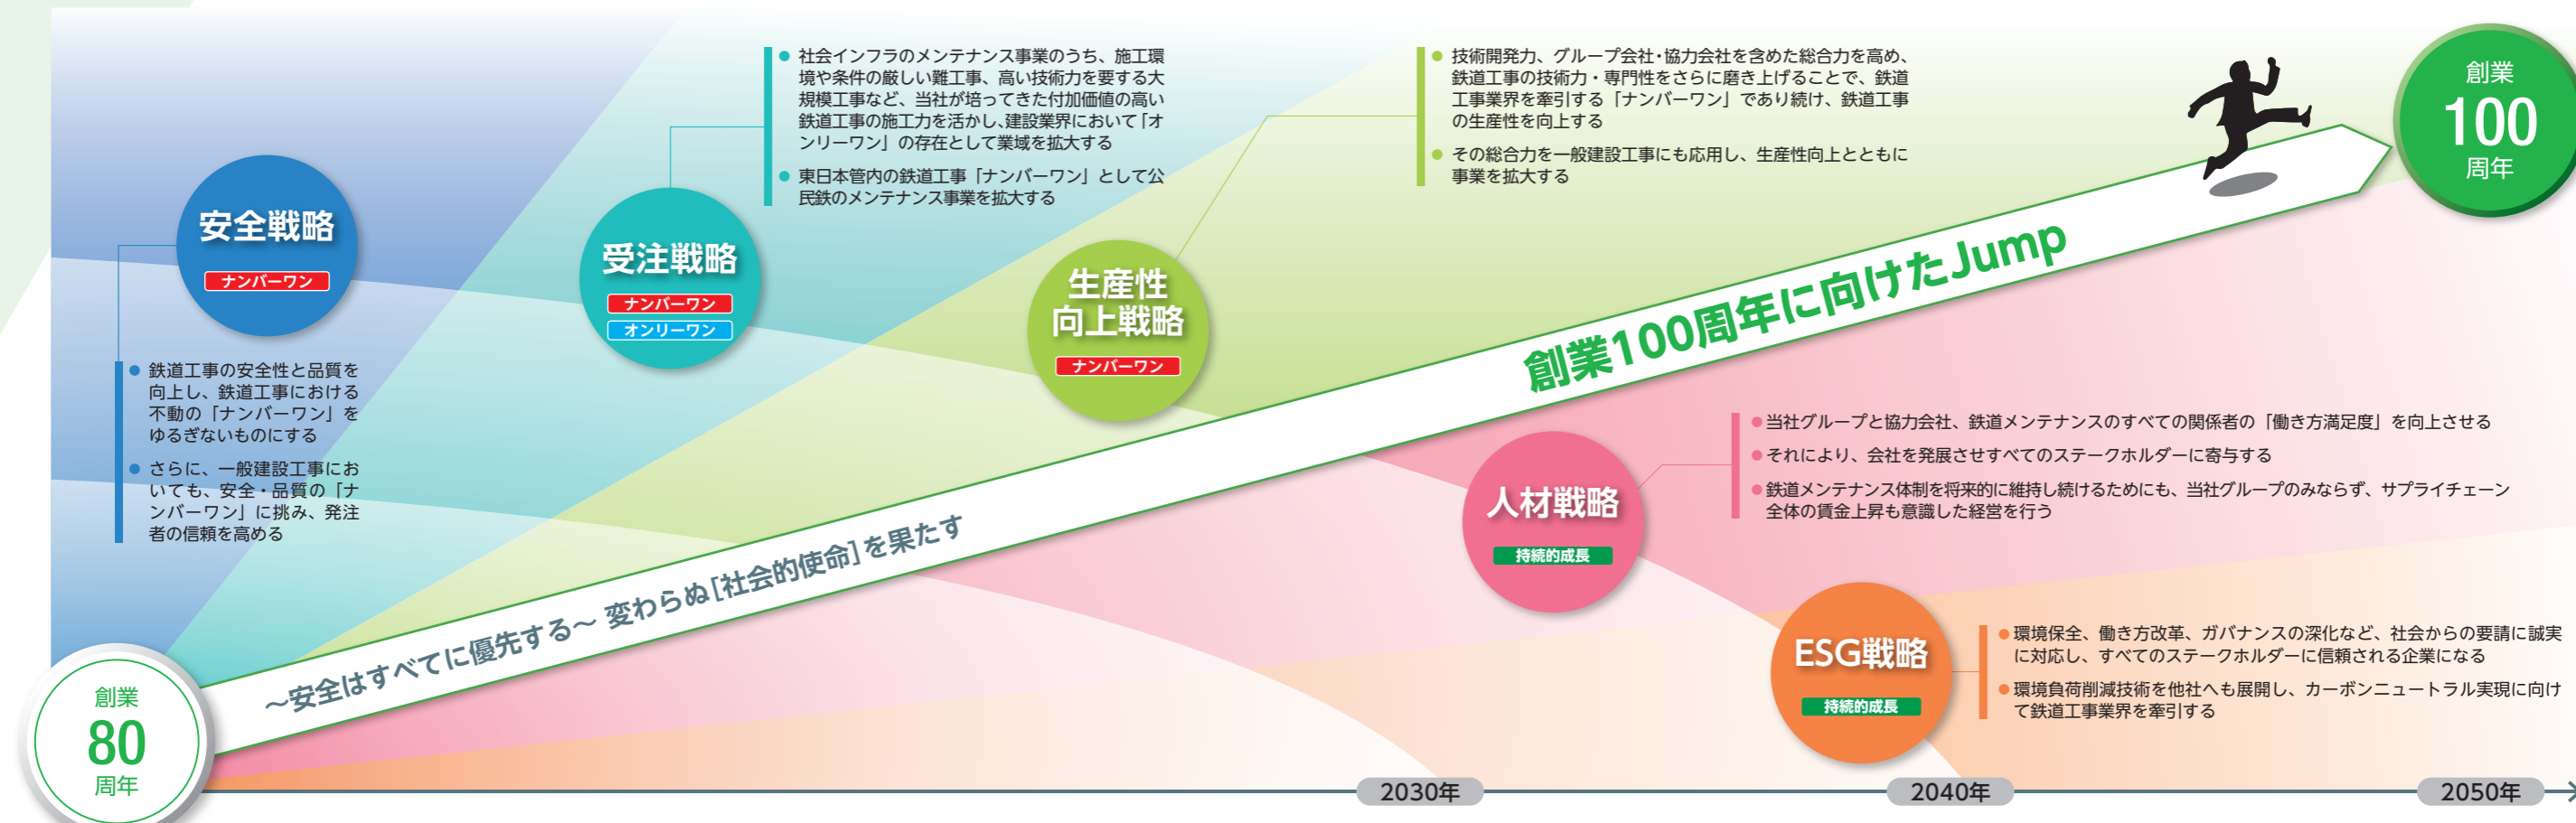 安全戦略
ナンバーワン
鉄道工事の安全性と品質を
向上し、鉄道工事における
不動の「ナンバーワン」を
ゆるぎないものにする
さらに、一般建設工事にお
いても、安全・品質の「ナ
ンバーワン」に挑み、発注
者の信頼を高める
受注戦略
ナンバーワン
オンリーワン
社会インフラのメンテナンス事業のうち、施工環
境や条件の厳しい難工事、高い技術力を要する大
規模工事など、当社が培ってきた付加価値の高い
鉄道工事の施工力を活かし、建設業界において「オ
ンリーワン」の存在として業域を拡大する
東日本管内の鉄道工事「ナンバーワン」として公
民鉄のメンテナンス事業を拡大する
生産性
向上戦略
ナンバーワン
技術開発力、グループ会社・協力会社を含めた総合力を高め、
鉄道工事の技術力・専門性をさらに磨き上げることで、鉄道
工事業界を牽引する「ナンバーワン」であり続け、鉄道工事
の生産性を向上する
その総合力を一般建設工事にも応用し、生産性向上とともに
事業を拡大する
創業
100
周年
創業100周年に向けたJump
～安全はすべてに優先する～ 変わらぬ[社会的使命]を果たす
人材戦略
持続的成長
当社グループと協力会社、鉄道メンテナンスのすべての関係者の「働き方満足度」を向上させる
それにより、会社を発展させすべてのステークホルダーに寄与する
鉄道メンテナンス体制を将来的に維持し続けるためにも、当社グループのみならず、サプライチェーン
全体の賃金上昇も意識した経営を行う
ESG戦略
持続的成長
環境保全、働き方改革、ガバナンスの深化など、社会からの要請に誠実
に対応し、すべてのステークホルダーに信頼される企業になる
環境負荷削減技術を他社へも展開し、カーボンニュートラル実現に向け
て鉄道工事業界を牽引する
創業
80
周年
2030年
2040年
2050年